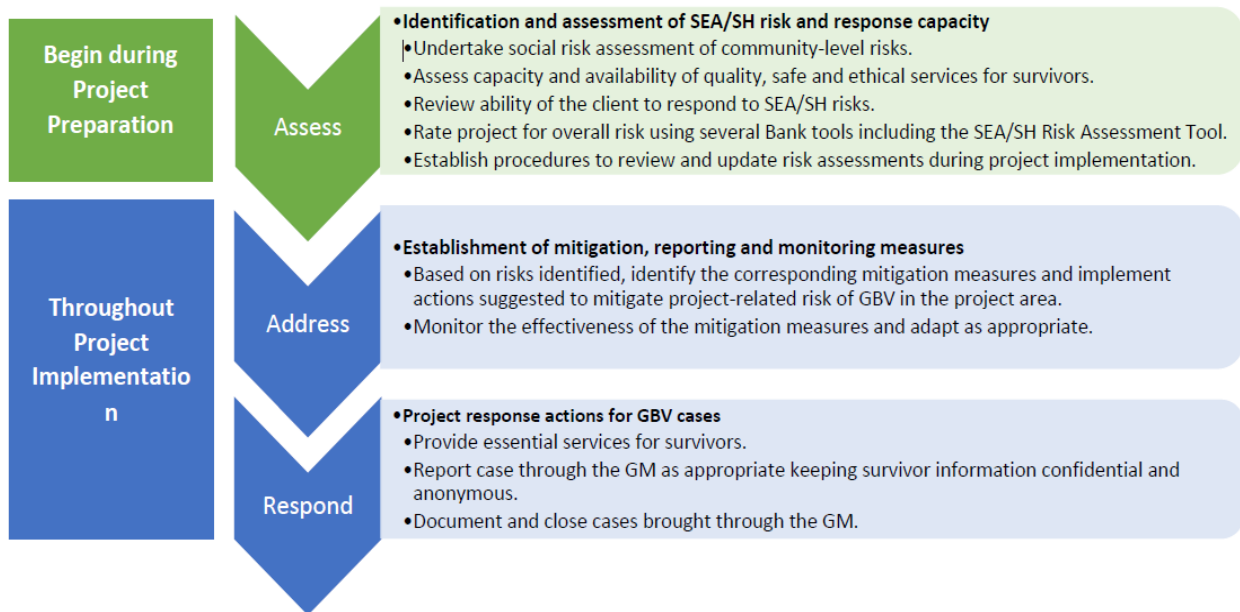 Begin during
Project
Preparation
Assess
•Identification and assessment of SEA/SH risk and response capacity
•Undertake social risk assessment of community-level risks.
•Assess capacity and availability of quality, safe and ethical services for survivors.
•Review ability of the client to respond to SEA/SH risks.
•Rate project for overall risk using several Bank tools including the SEA/SH Risk Assessment Tool.
•Establish procedures to review and update risk assessments during project implementation.
Throughout
Project
Implementatio
n
Address
•Establishment of mitigation, reporting and monitoring measures
•Based on risks identified, identify the corresponding mitigation measures and implement
actions suggested to mitigate project-related risk of GBV in the project area.
•Monitor the effectiveness of the mitigation measures and adapt as appropriate.
Respond
•Project response actions for GBV cases
•Provide essential services for survivors.
•Report case through the GM as appropriate keeping survivor information confidential and
anonymous.
•Document and close cases brought through the GM.